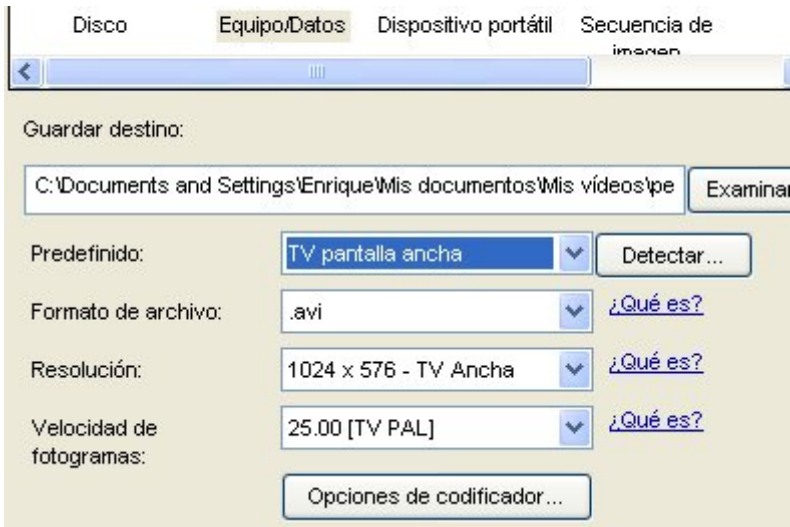 Disco Equipo/Datos Dispositivo portátil Secuencia de
imagen
Guardar destino:
C:\Documents and Settings\Enrique\Mis documentos\Mis vídeos\pe Examinar
Predefinido: TV pantalla ancha Detectar...
Formato de archivo: .avi ¿Qué es?
Resolución: 1024 x 576 - TV Ancha ¿Qué es?
Velocidad de 25.00 [TV PAL] ¿Qué es?
fotogramas:
Opciones de codificador...